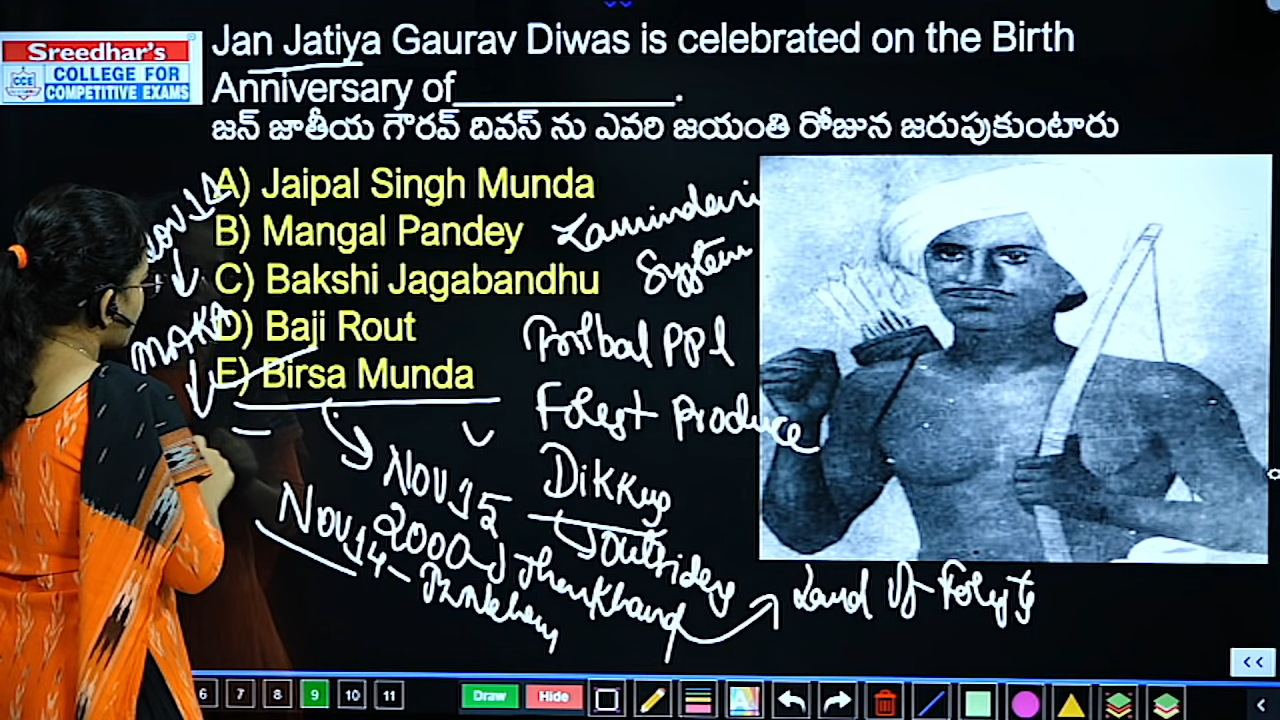 Sreedhar's
CCE
COLLEGE FOR
COMPETITIVE EXAMS
Jan Jatiya Gaurav Diwas is celebrated on the Birth
Anniversary of____________.
జన్ జాతీయ గౌరవ్ దివస్ ను ఎవరి జయంతి రోజున జరుపుకుంటారు
A) Jaipal Singh Munda
B) Mangal Pandey
C) Bakshi Jagabandhu
D) Baji Rout
E) Birsa Munda
Zamindari
System
PPl
Forest Produce
Dikkus
outsiders
NOV 15
2000
Jharkhand
Nov 14 -
Land Of Forests
6 7 8 9 10 11
Draw Hide